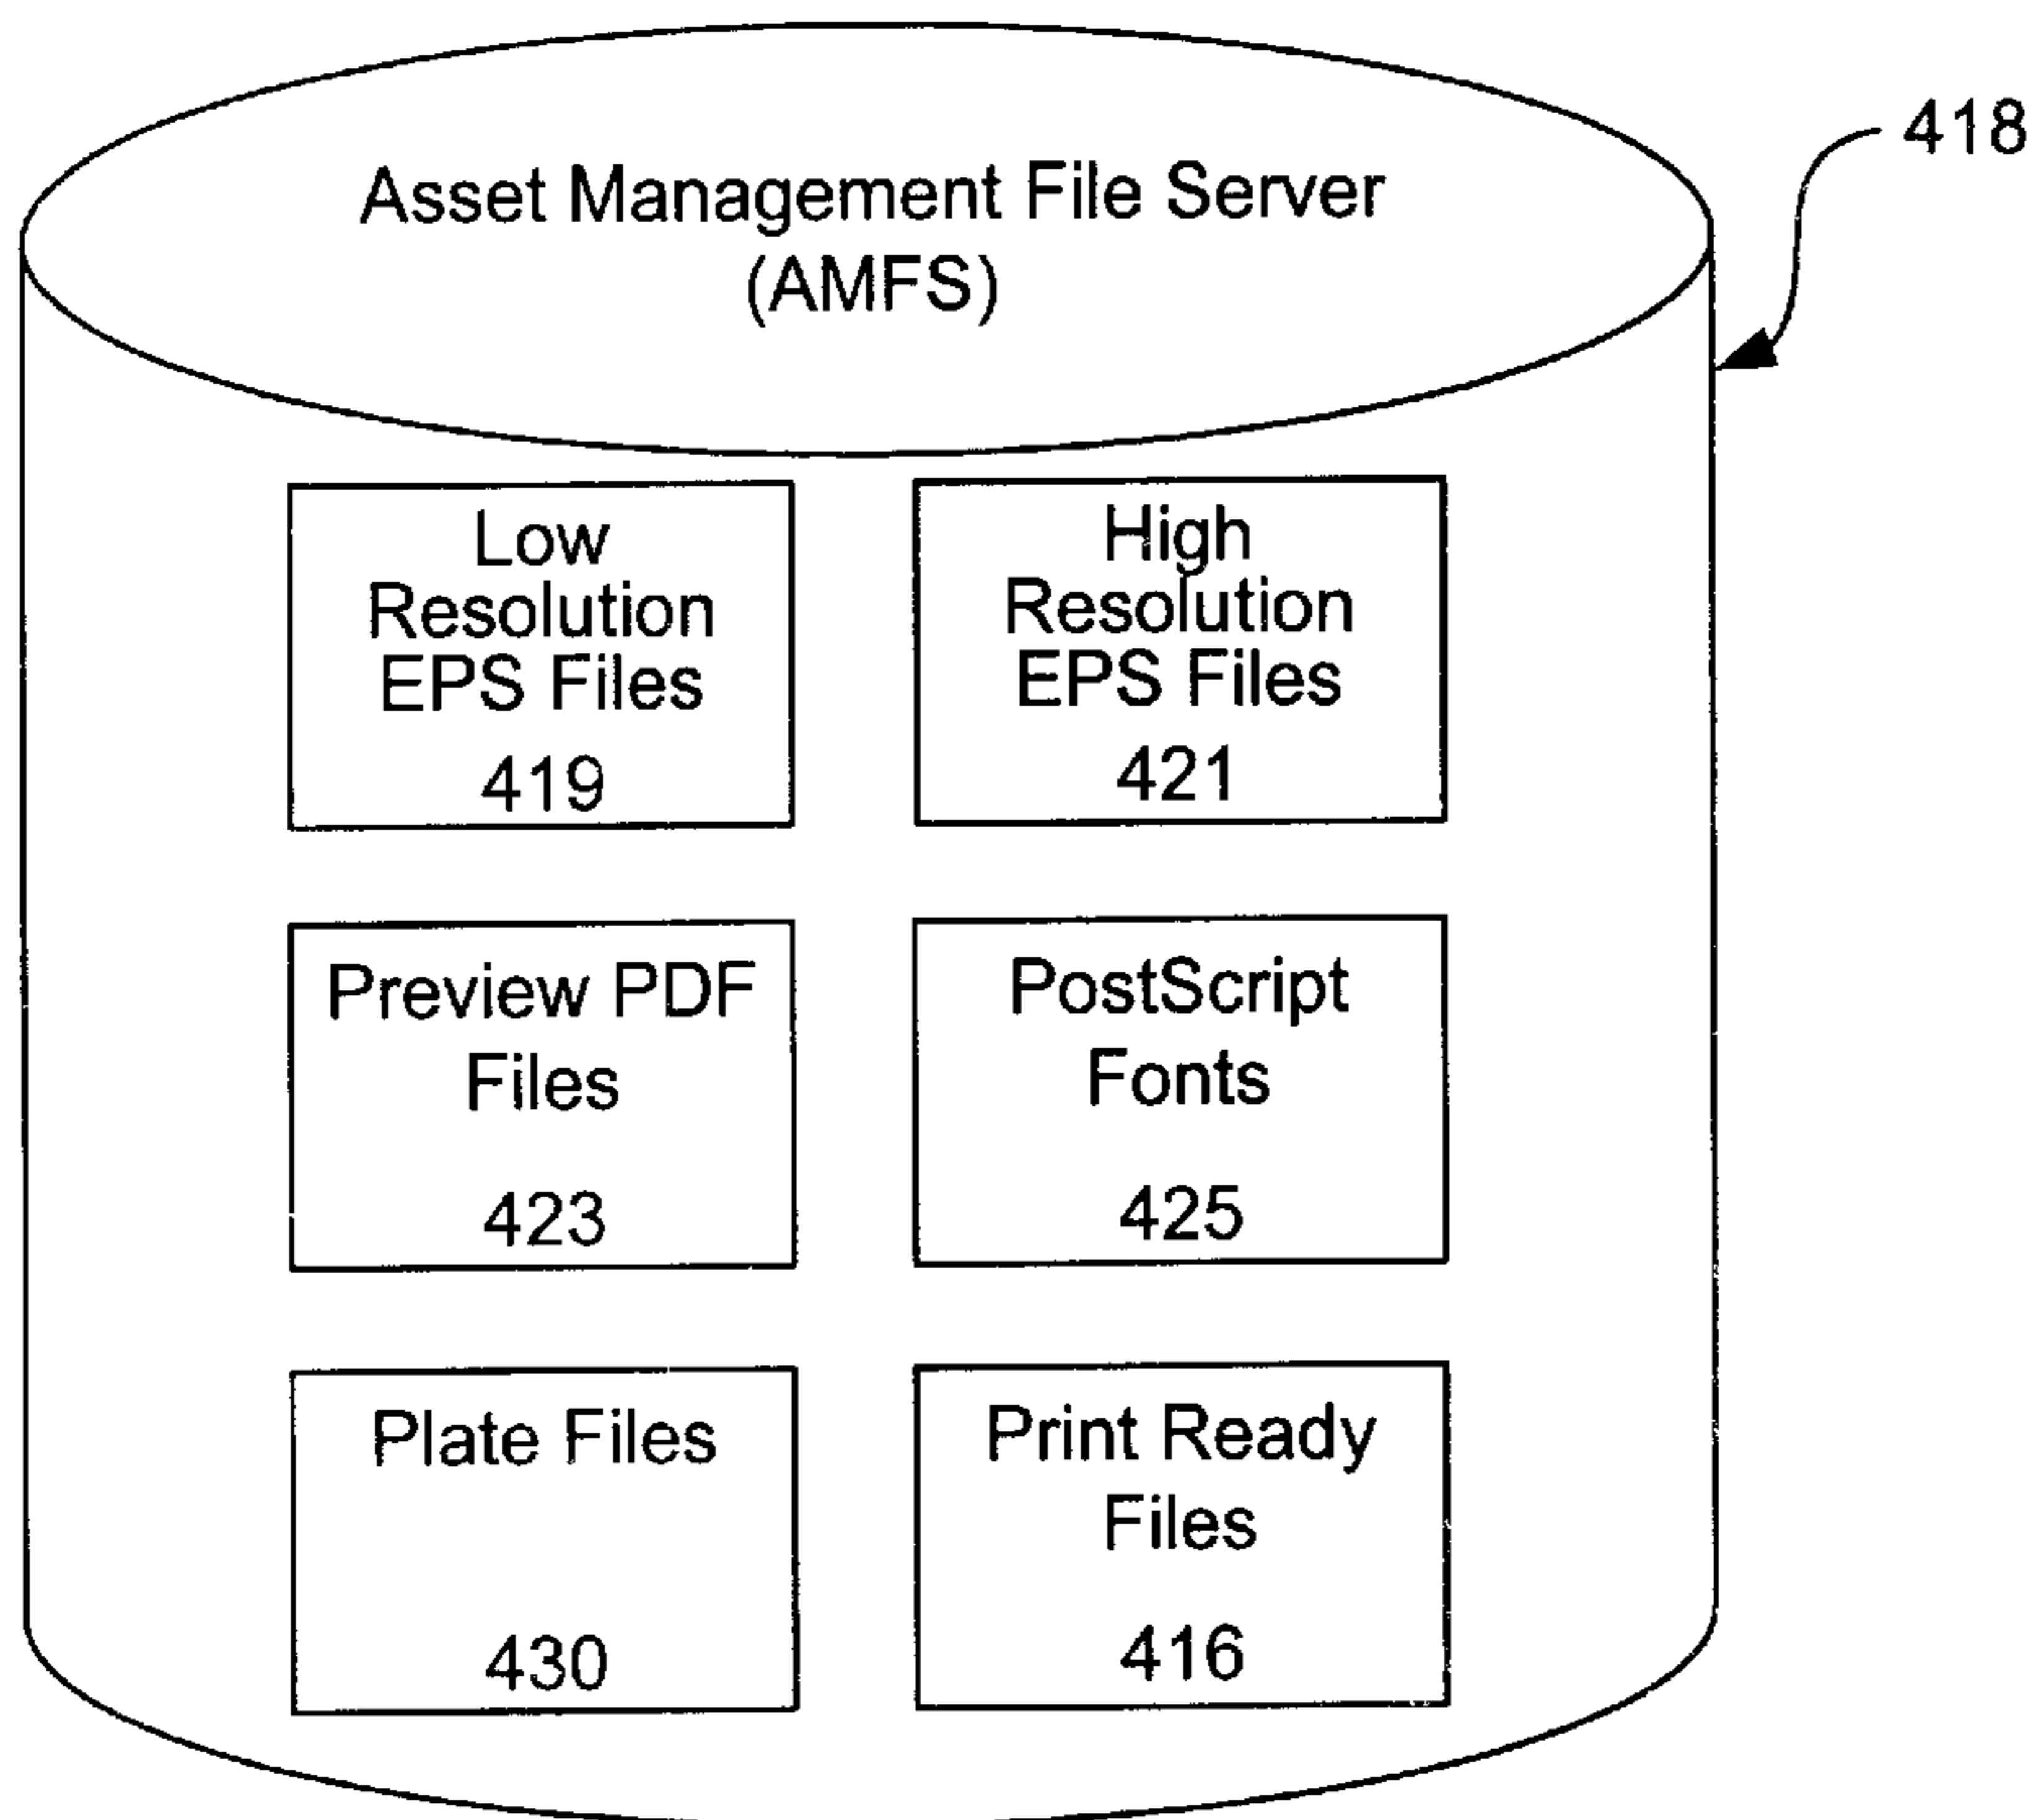 Asset Management File Server
(AMFS)
418
Low
Resolution
EPS Files
419
High
Resolution
EPS Files
421
Preview PDF
Files
423
PostScript
Fonts
425
Plate Files
430
Print Ready
Files
416